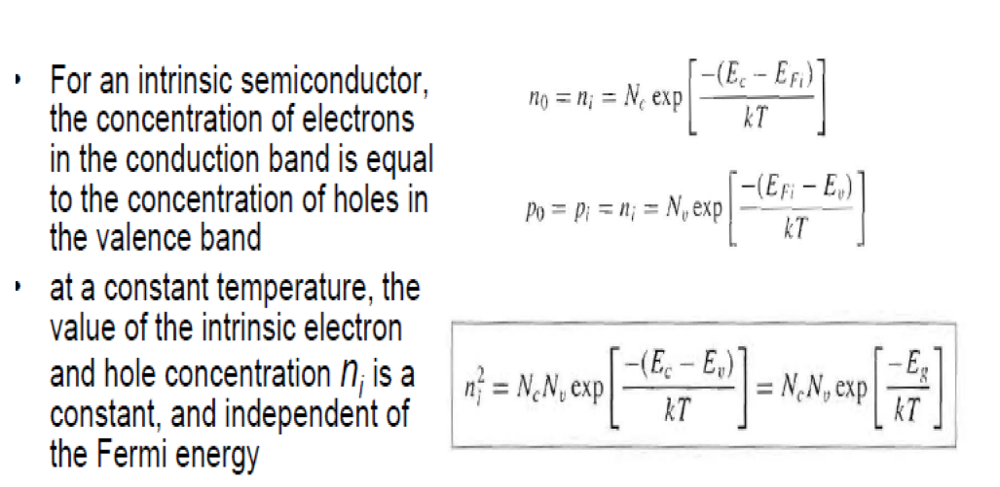 • For an intrinsic semiconductor,
the concentration of electrons
in the conduction band is equal
to the concentration of holes in
the valence band
• at a constant temperature, the
value of the intrinsic electron
and hole concentration n_i is a
constant, and independent of
the Fermi energy
n_0 = n_i = N_c exp[-(E_c - E_Fi)/kT]
p_0 = p_i = n_i = N_v exp[-(E_Fi - E_v)/kT]
n_i^2 = N_c N_v exp[-(E_c - E_v)/kT] = N_c N_v exp[-E_g/kT]